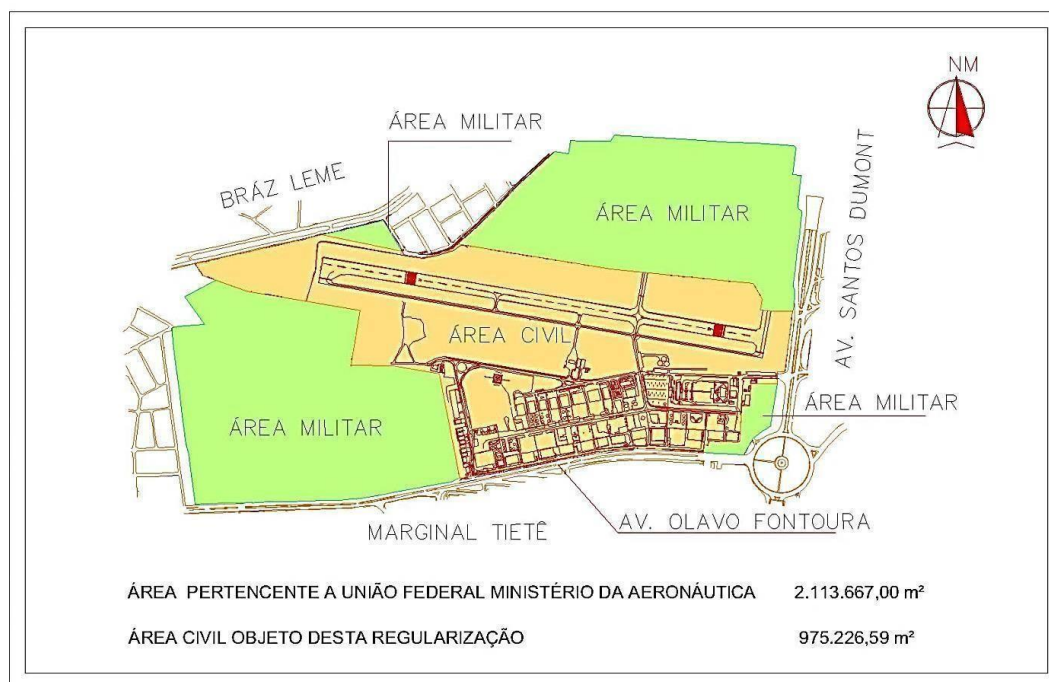 NM
ÁREA MILITAR
BRÁZ LEME
ÁREA MILITAR
AV. SANTOS DUMONT
ÁREA CIVIL
ÁREA MILITAR
ÁREA MILITAR
AV. OLAVO FONTOURA
MARGINAL TIETÊ
ÁREA PERTENCENTE A UNIÃO FEDERAL MINISTÉRIO DA AERONÁUTICA 2.113.667,00 m²
ÁREA CIVIL OBJETO DESTA REGULARIZAÇÃO 975.226,59 m²